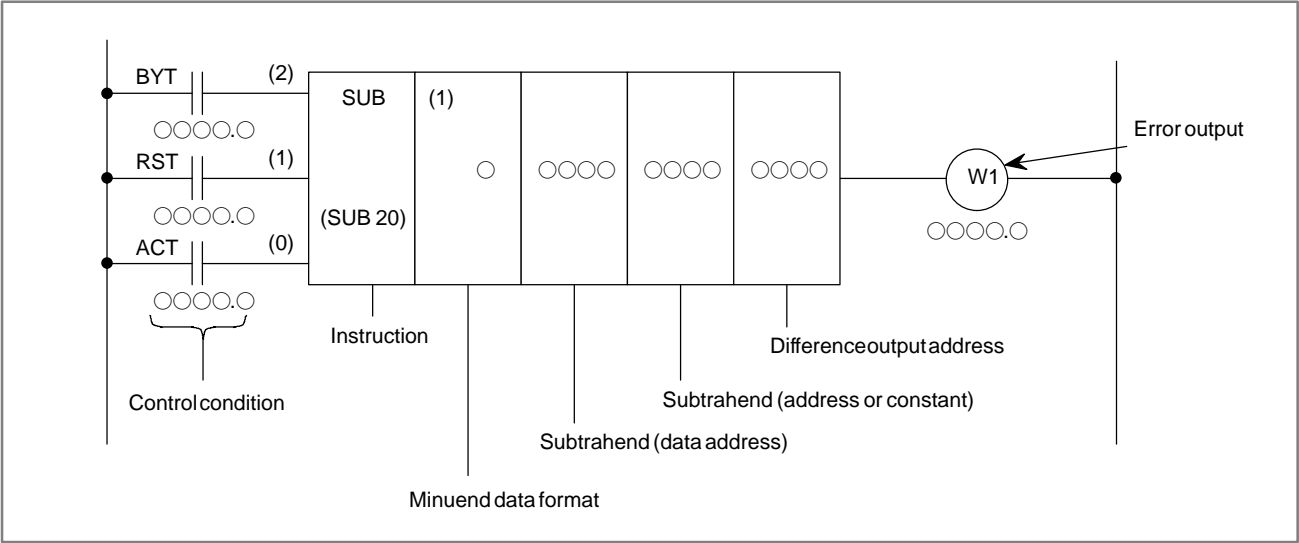 BYT (2)
○○○○.○
RST (1)
○○○○.○
ACT (0)
○○○○.○
Control condition
SUB
(SUB 20)
(1)
○
○○○○
○○○○
○○○○
W1
○○○○.○
Error output
Instruction
Difference output address
Subtrahend (address or constant)
Subtrahend (data address)
Minuend data format